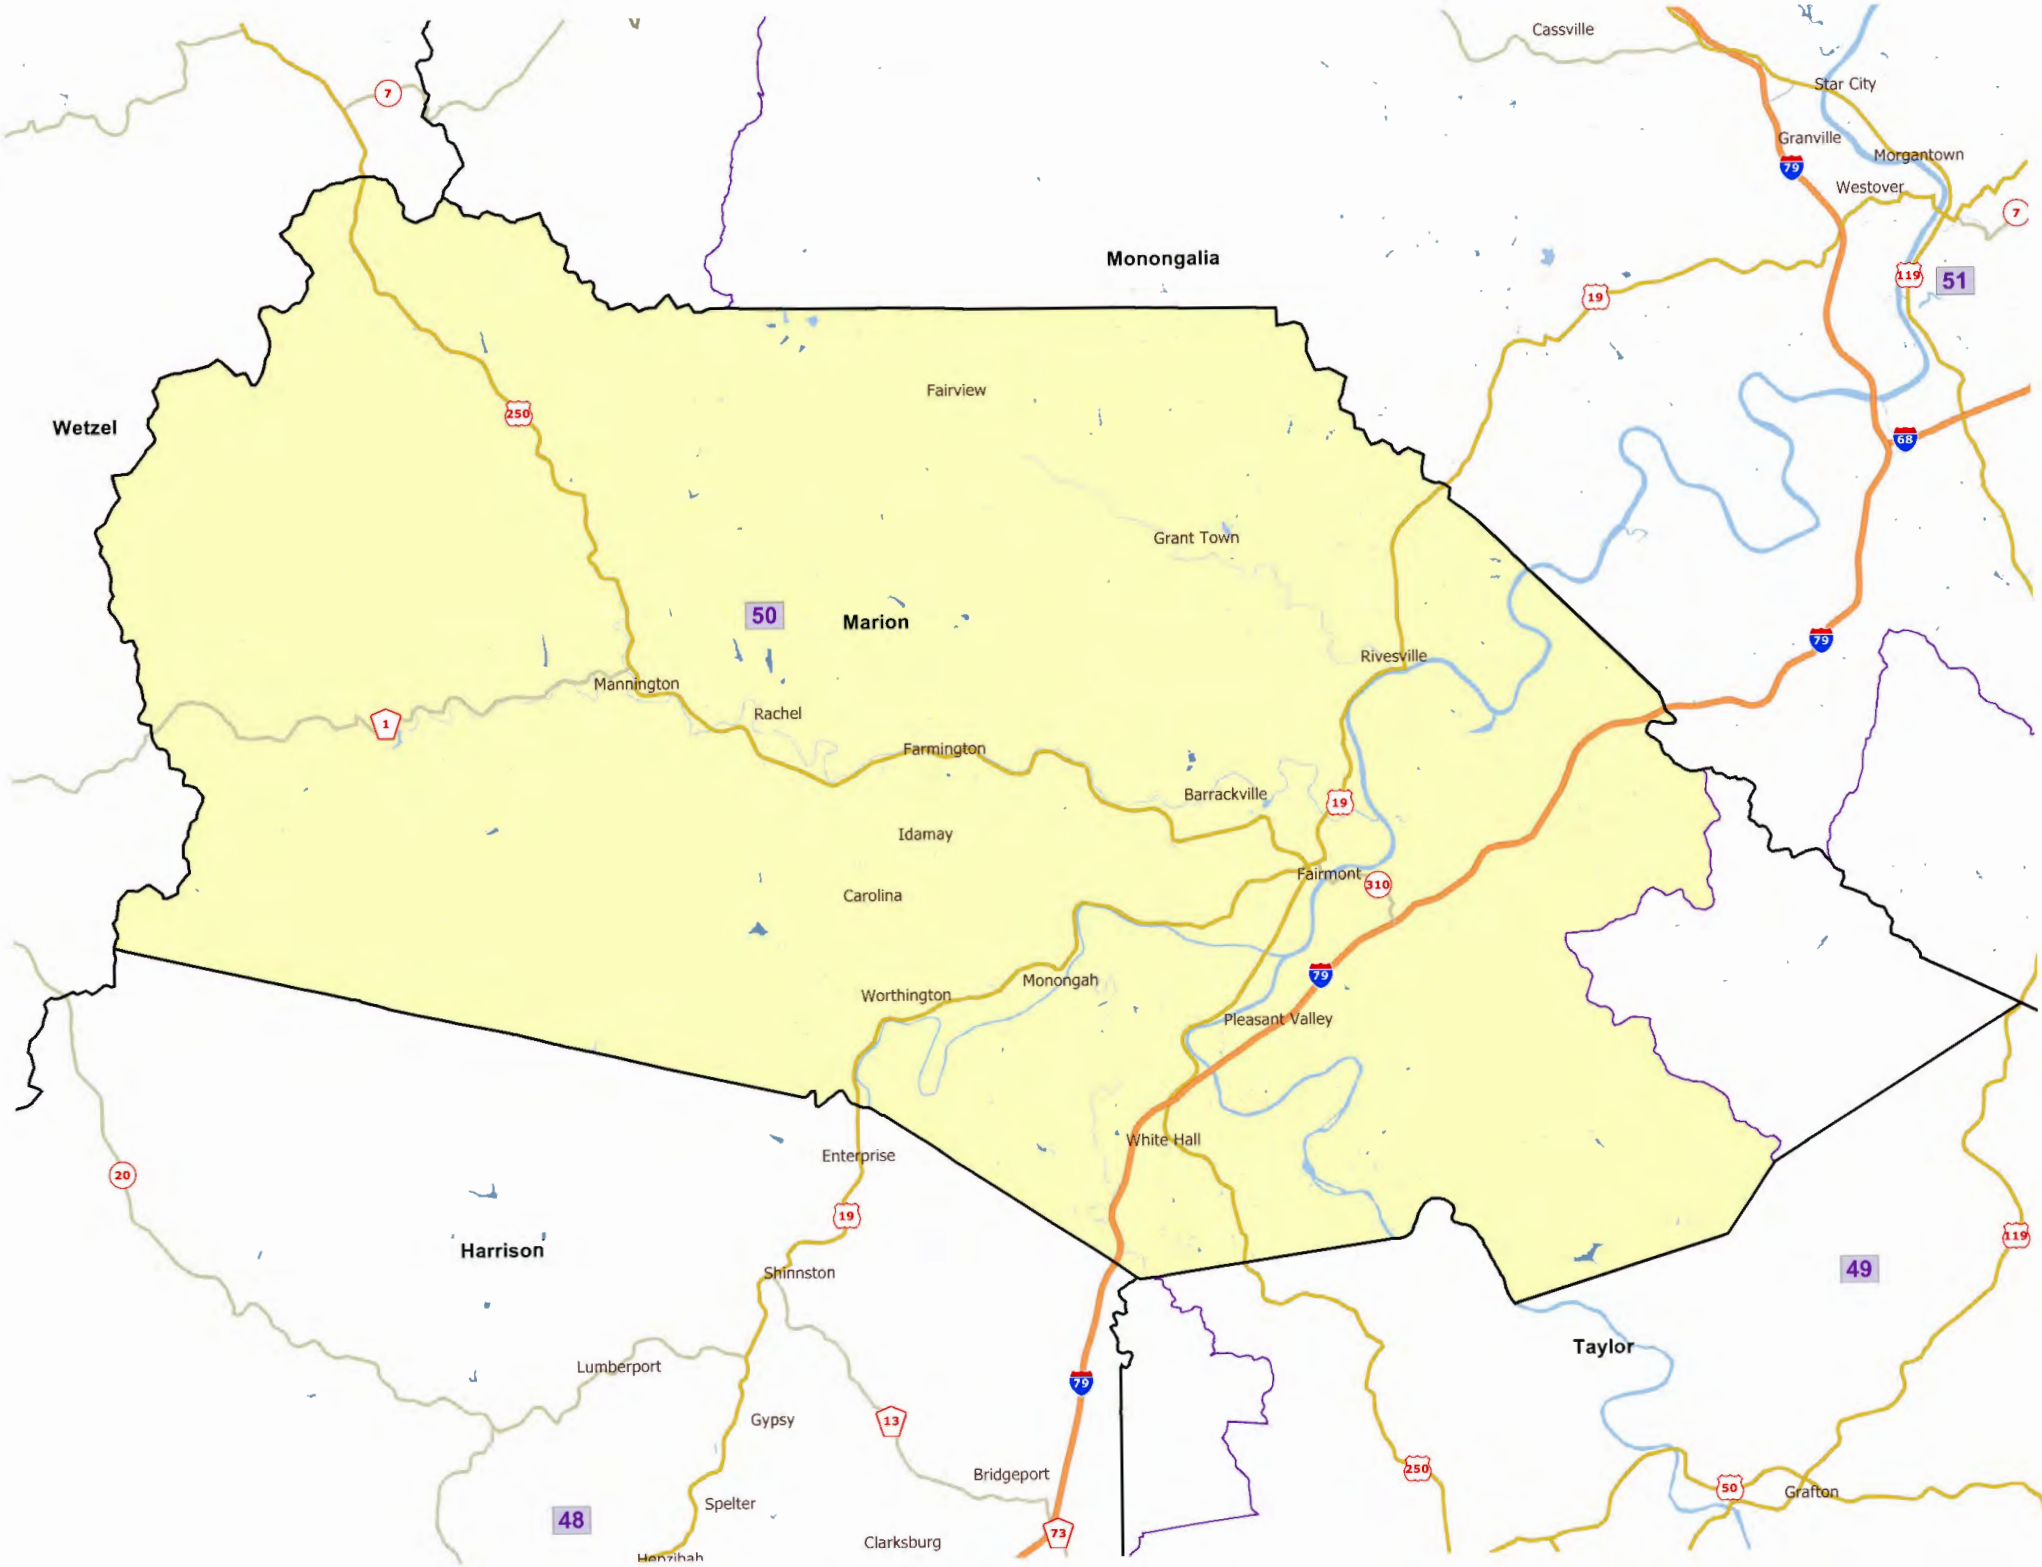 Cassville
Star City
7
Granville
Morgantown
79
Westover
7
Monongalia
119
51
19
Fairview
250
Wetzel
68
Grant Town
50
Marion
79
Rivesville
Mannington
Rachel
1
Farmington
Barrackville
19
Idamay
Fairmont
310
Carolina
79
Monongah
Worthington
Pleasant Valley
White Hall
Enterprise
20
19
119
Harrison
49
Shinnston
Taylor
Lumberport
79
Gypsy
13
250
Bridgeport
50
Grafton
Spelter
48
73
Clarksburg
Hepzibah